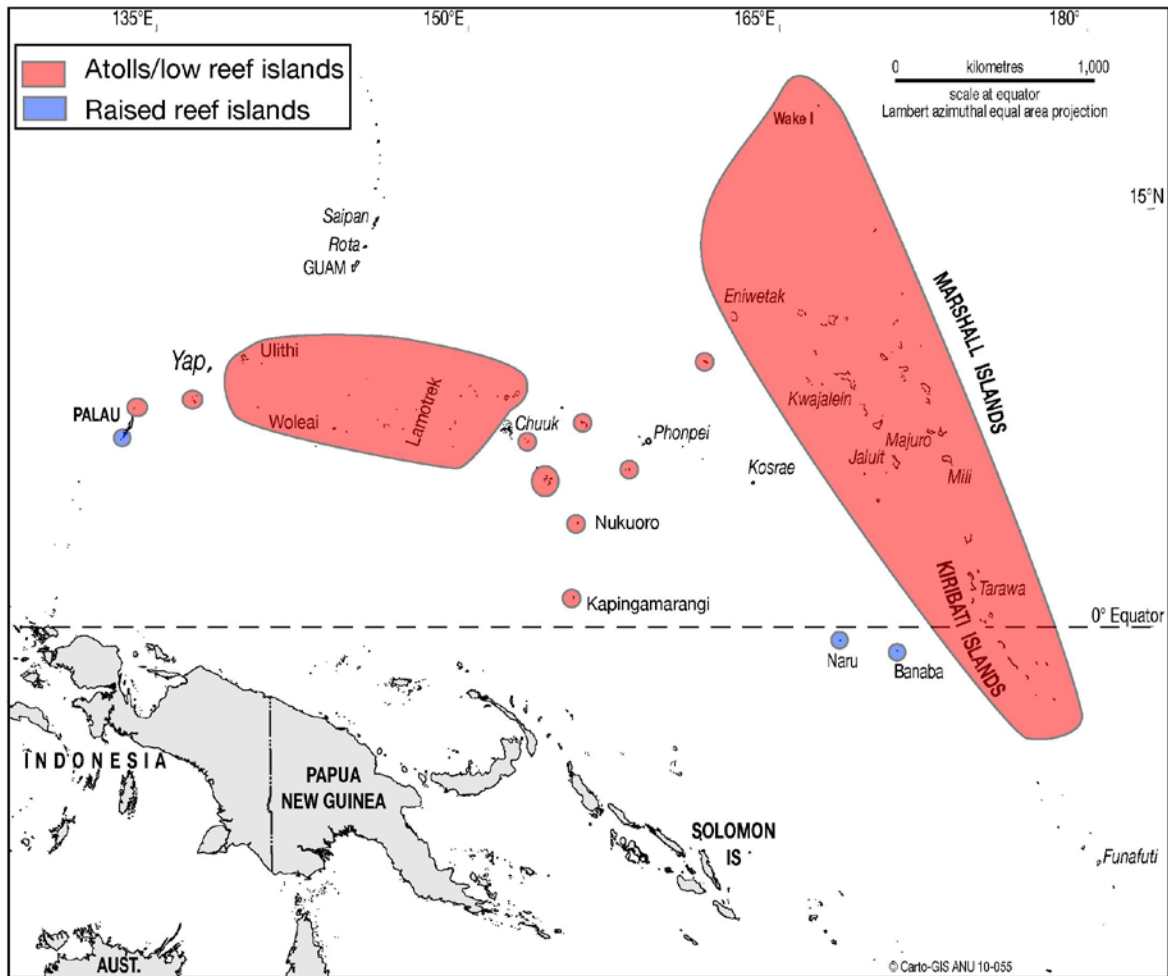 135°E
150°E
165°E
180°
Atolls/low reef islands
Raised reef islands
0 kilometres 1,000
scale at equator
Lambert azimuthal equal area projection
Wake I
15°N
Saipan
Rota
GUAM
MARSHALL ISLANDS
Eniwetak
Ulithi
Yap
Kwajalein
PALAU
Woleai
Lamotrek
Chuuk
Phonpei
Majuro
Jaluit
Mili
Kosrae
Nukuoro
Tarawa
KIRIBATI ISLANDS
Kapingamarangi
0° Equator
Naru
Banaba
INDONESIA
PAPUA
NEW GUINEA
SOLOMON
IS
Funafuti
AUST.
© Carto-GIS ANU 10-055